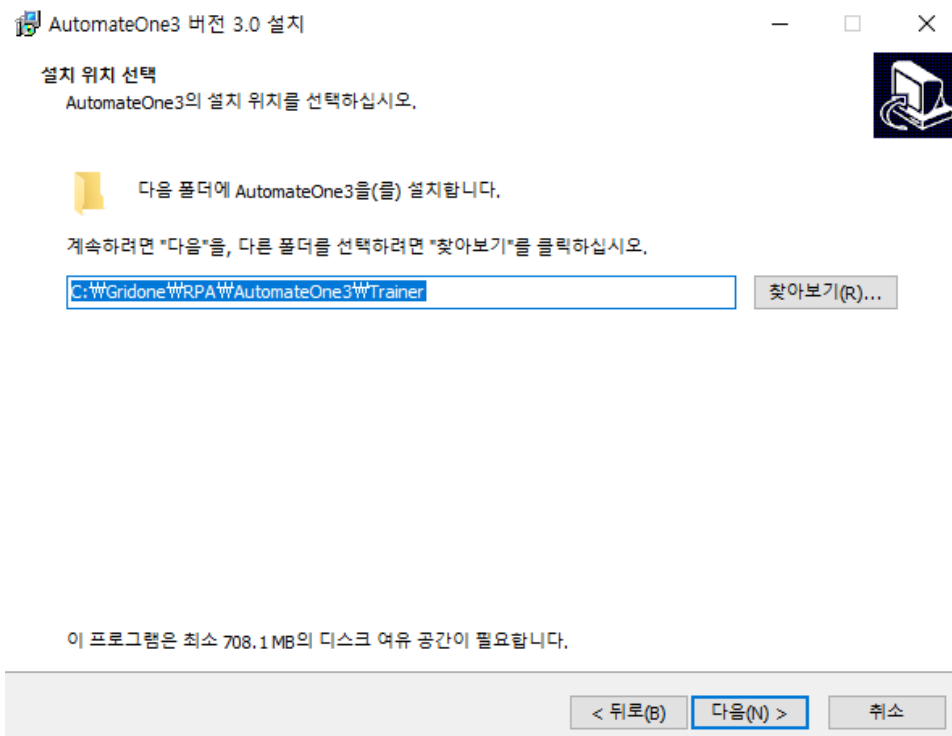 AutomateOne3 버전 3.0 설치
설치 위치 선택
AutomateOne3의 설치 위치를 선택하십시오.
다음 폴더에 AutomateOne3을(를) 설치합니다.
계속하려면 "다음"을, 다른 폴더를 선택하려면 "찾아보기"를 클릭하십시오.
C:₩Gridone₩RPA₩AutomateOne3₩Trainer
찾아보기(R)...
이 프로그램은 최소 708.1MB의 디스크 여유 공간이 필요합니다.
< 뒤로(B) 다음(N) > 취소